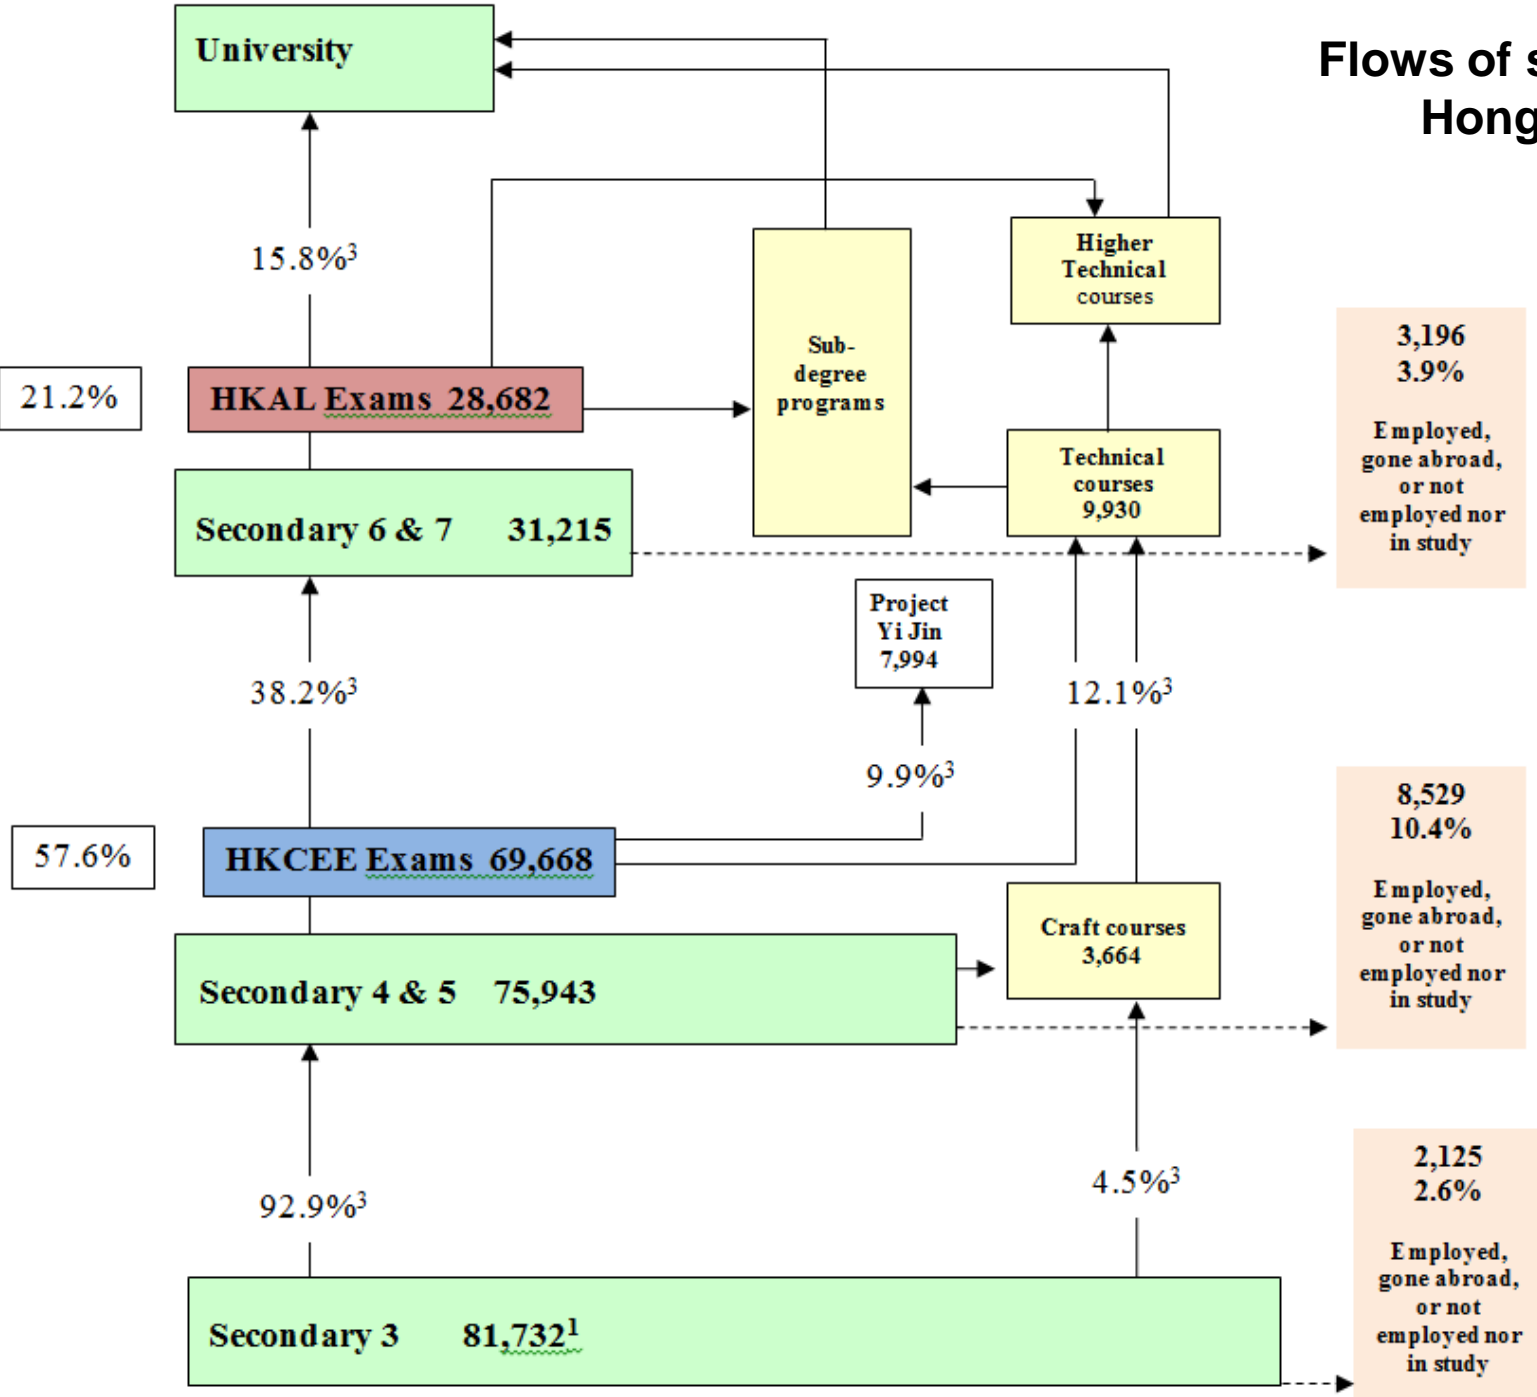 University
Flows of s
Hong
15.8%³
Higher
Technical
courses
Sub-
degree
programs
3,196
3.9%
Employed,
gone abroad,
or not
employed nor
in study
21.2%
HKAL Exams 28,682
Technical
courses
9,930
Secondary 6 & 7 31,215
Project
Yi Jin
7,994
38.2%³
12.1%³
9.9%³
8,529
10.4%
Employed,
gone abroad,
or not
employed nor
in study
57.6%
HKCEE Exams 69,668
Craft courses
3,664
Secondary 4 & 5 75,943
92.9%³
4.5%³
2,125
2.6%
Employed,
gone abroad,
or not
employed nor
in study
Secondary 3 81,732¹